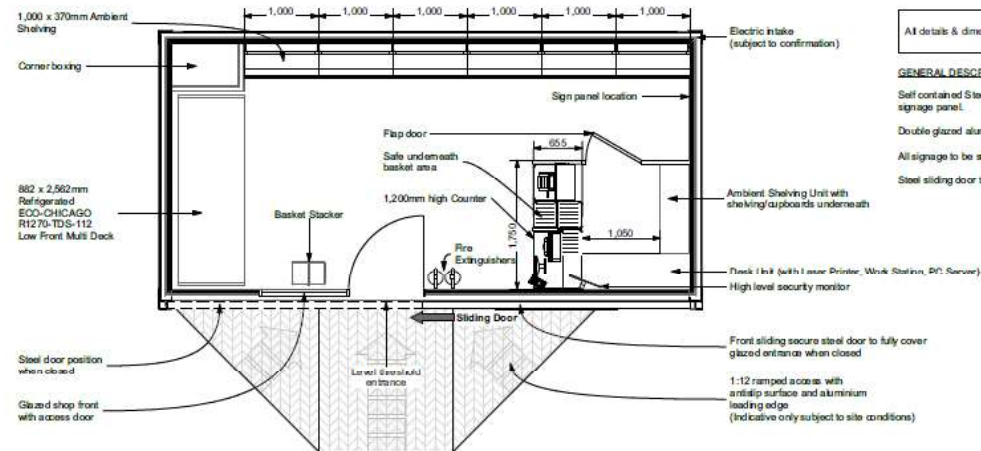 1,000 1,000 1,000 1,000 1,000 1,000
1,000 x 370mm Ambient
Shelving
Corner boxing
882 x 2,562mm
Refrigerated
ECO-CHICAGO
R1270-TDS-112
Low Front Multi Deck
Basket Stacker
Steel door position
when closed
Glazed shop front
with access door
Sign panel location
Flap door
655
Safe underneath
basket area
1,200mm high Counter
1,750
1,050
Fire
Extinguishers
Sliding Door
Level threshold
entrance
Electric intake
(subject to confirmation)
Ambient Shelving Unit with
shelving/cupboards underneath
Desk Unit (with Laser Printer, Work Station, PC Server)
High level security monitor
Front sliding secure steel door to fully cover
glazed entrance when closed
1:12 ramped access with
antislip surface and aluminium
leading edge
(Indicative only subject to site conditions)
All details & dime
GENERAL DESCR
Self contained Stee
signage panel.
Double glazed alum
All signage to be s
Steel sliding door t